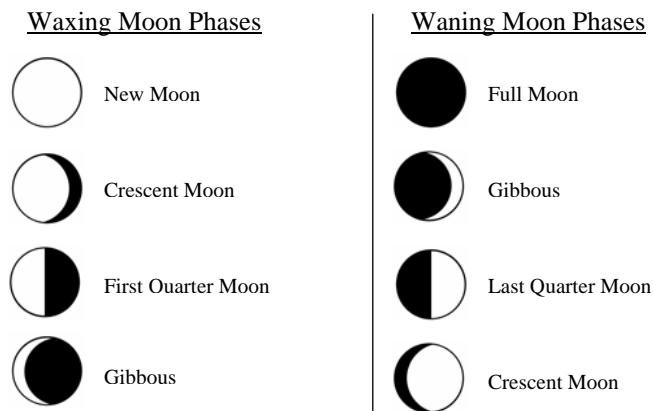 Waxing Moon Phases
New Moon
Crescent Moon
First Quarter Moon
Gibbous
Waning Moon Phases
Full Moon
Gibbous
Last Quarter Moon
Crescent Moon